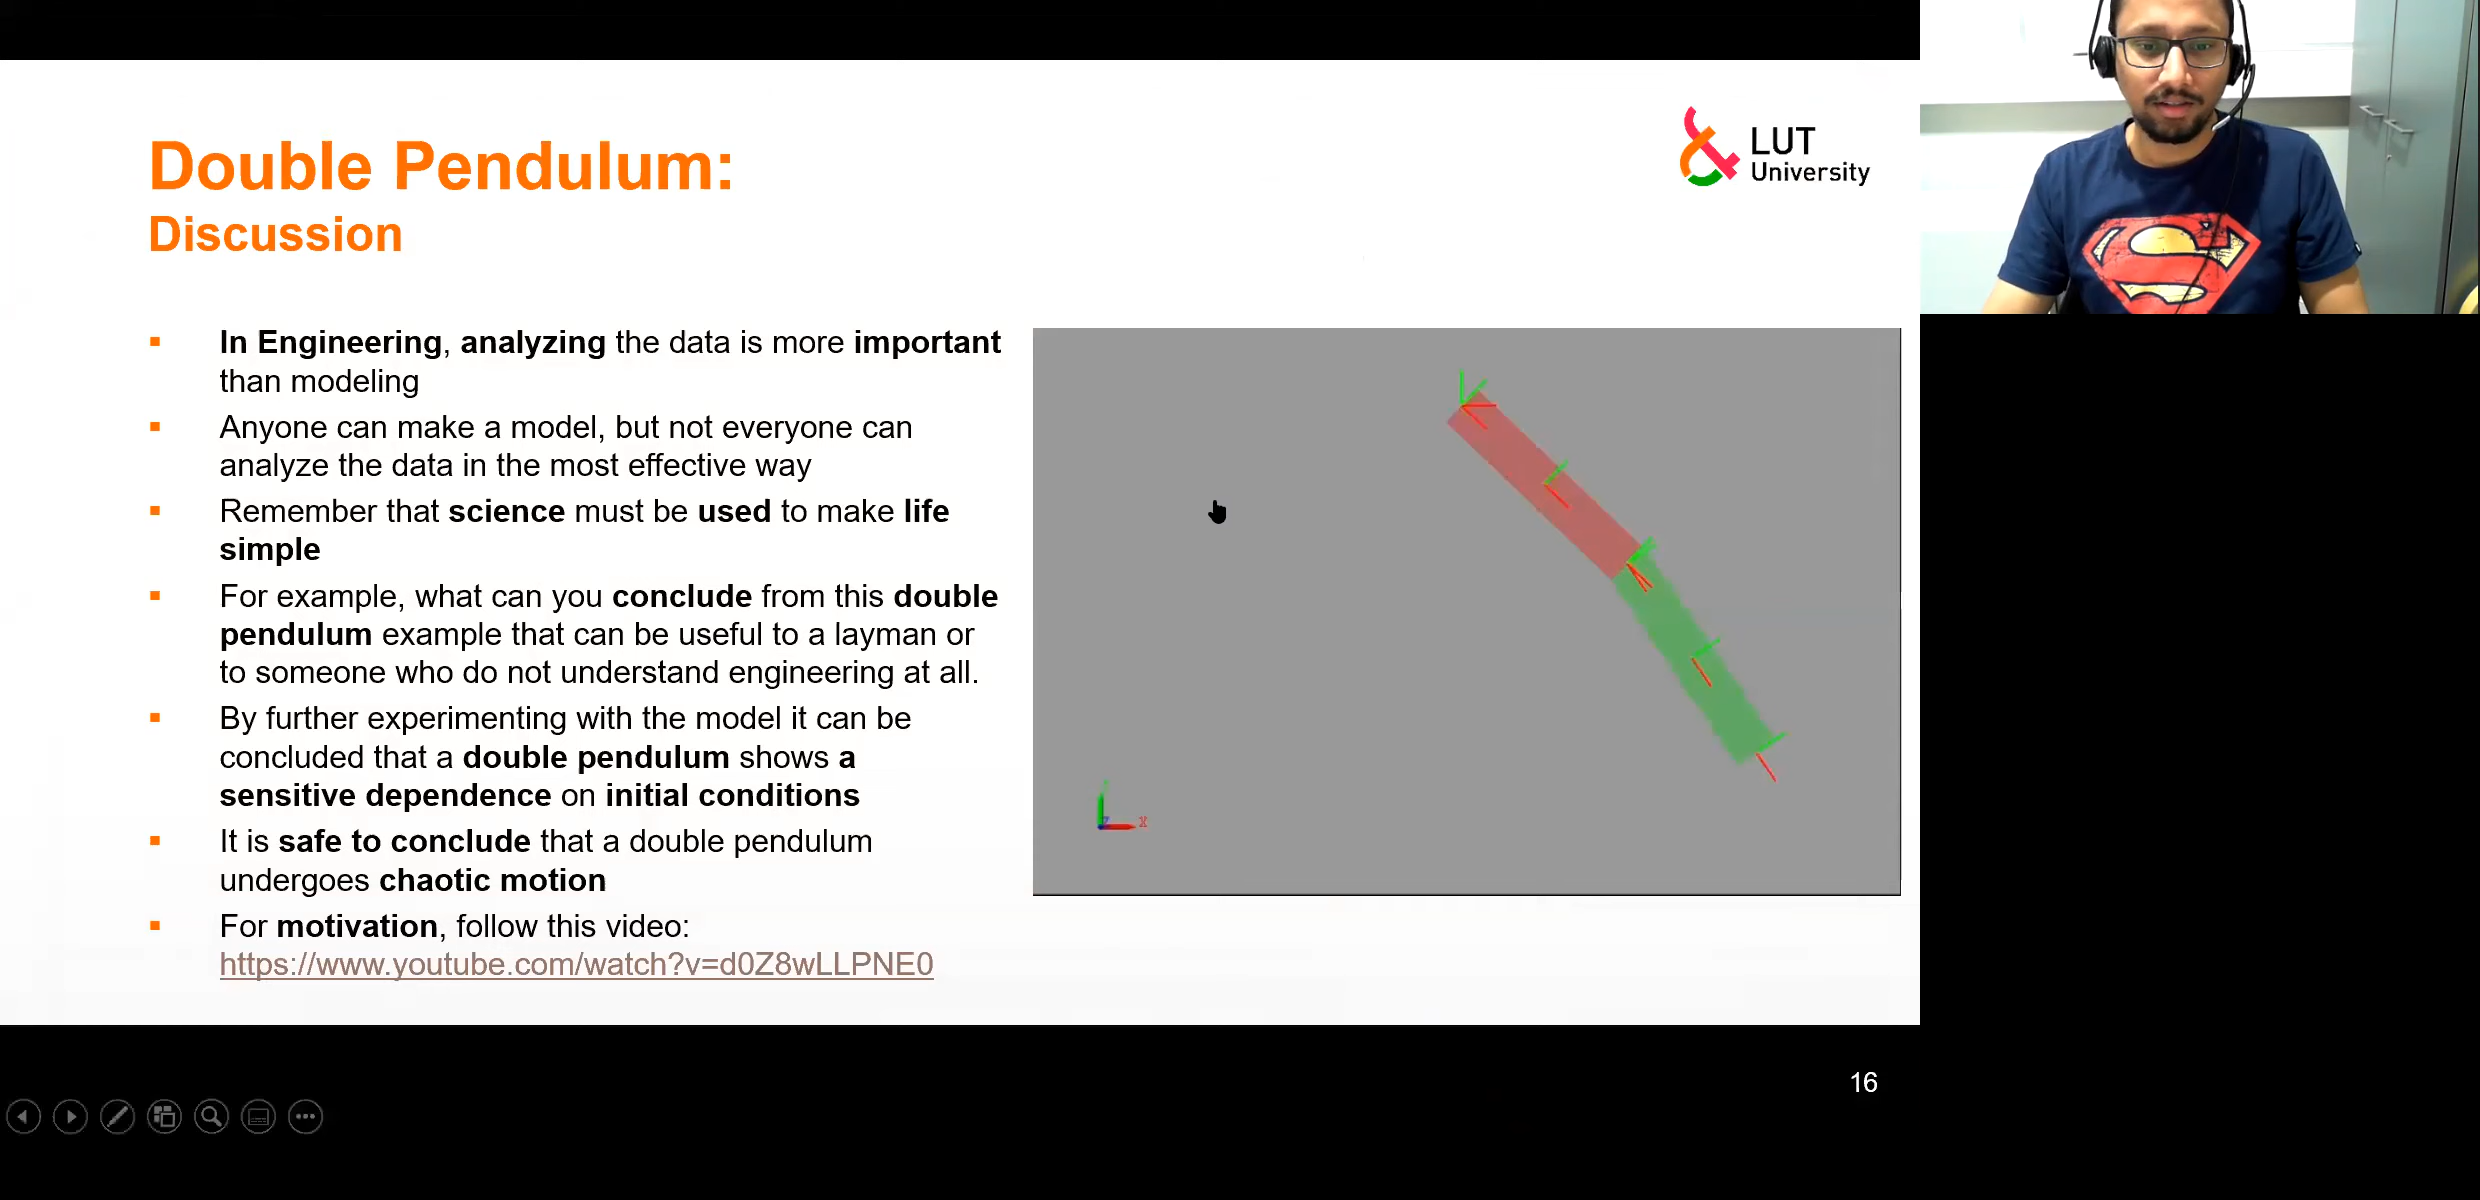 Double Pendulum:
Discussion
LUT
University
In Engineering, analyzing the data is more important
than modeling
Anyone can make a model, but not everyone can
analyze the data in the most effective way
Remember that science must be used to make life
simple
For example, what can you conclude from this double
pendulum example that can be useful to a layman or
to someone who do not understand engineering at all.
By further experimenting with the model it can be
concluded that a double pendulum shows a
sensitive dependence on initial conditions
It is safe to conclude that a double pendulum
undergoes chaotic motion
For motivation, follow this video:
https://www.youtube.com/watch?v=d0Z8wLLPNE0
X
16